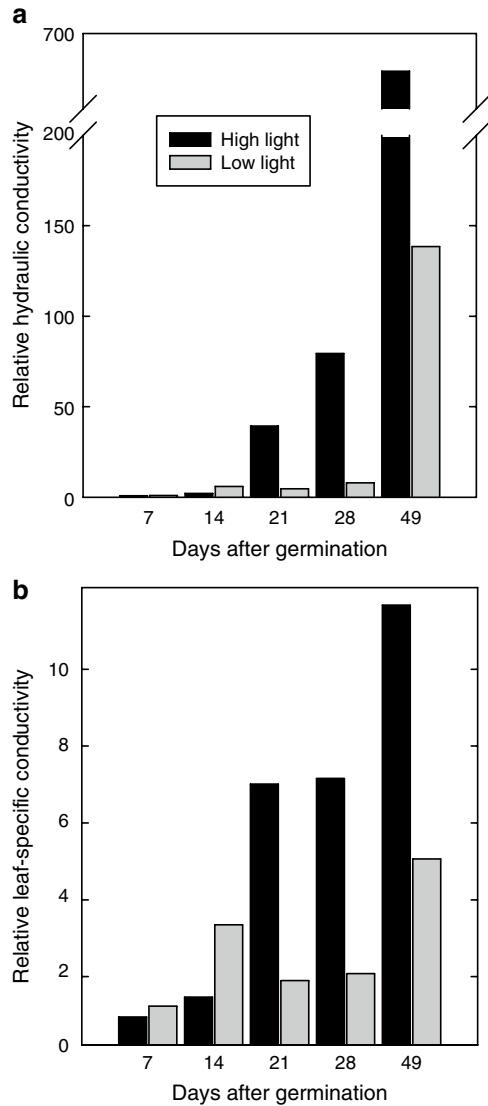 a
700
200
150
100
50
0
Relative hydraulic conductivity
High light
Low light
7 14 21 28 49
Days after germination
b
10
8
6
4
2
0
Relative leaf-specific conductivity
7 14 21 28 49
Days after germination